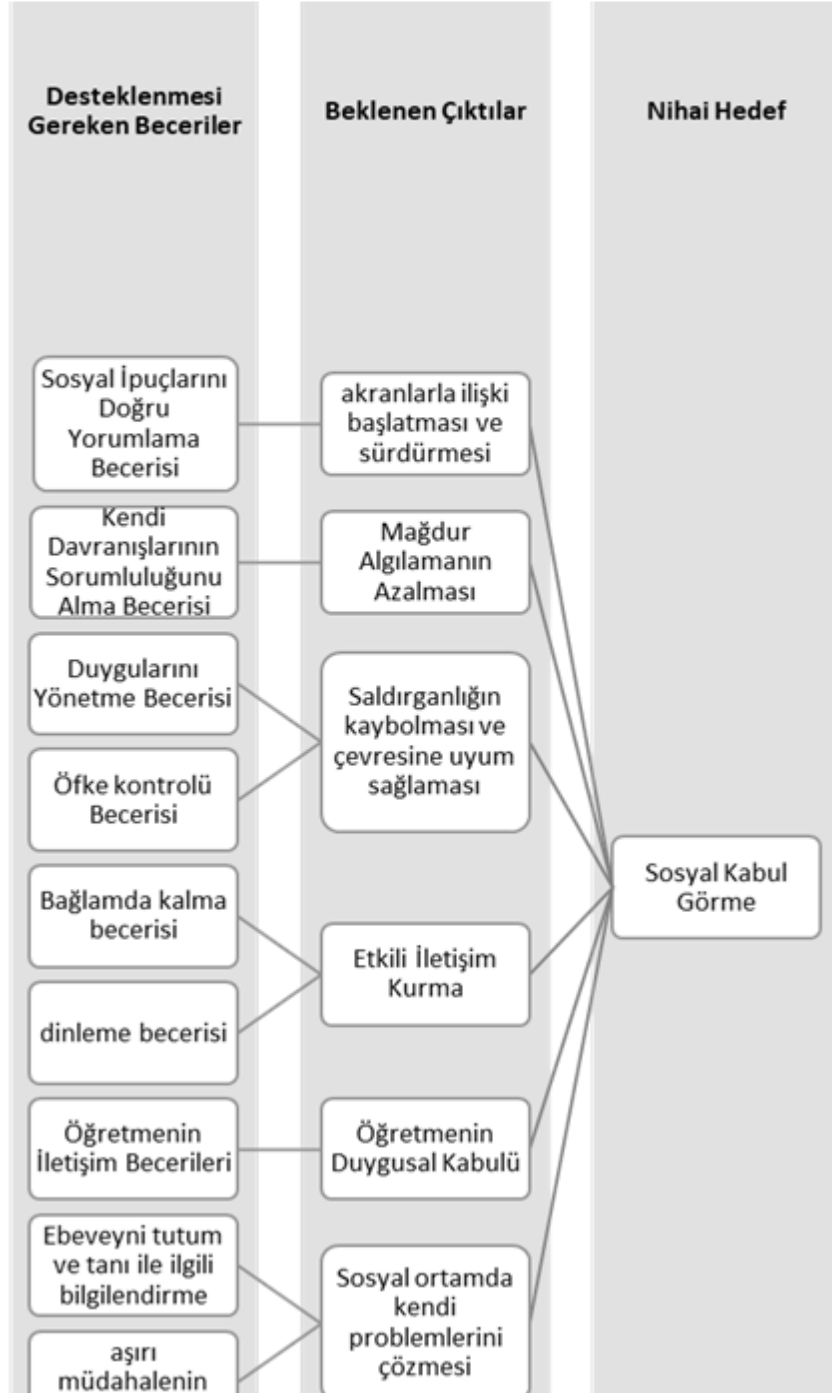 Desteklenmesi
Gereken Beceriler
Beklenen Çıktılar
Nihai Hedef
Sosyal İpuçlarını
Doğru
Yorumlama
Becerisi
akranlarla ilişki
başlatması ve
sürdürmesi
Kendi
Davranışlarının
Sorumluluğunu
Alma Becerisi
Mağdur
Algılamanın
Azalması
Duygularını
Yönetme Becerisi
Öfke kontrolü
Becerisi
Saldırganlığın
kaybolması ve
çevresine uyum
sağlaması
Bağlamda kalma
becerisi
dinleme becerisi
Etkili İletişim
Kurma
Öğretmenin
İletişim Becerileri
Öğretmenin
Duygusal Kabulü
Ebeveyni tutum
ve tanı ile ilgili
bilgilendirme
aşırı
müdahalenin
Sosyal ortamda
kendi
problemlerini
çözmesi
Sosyal Kabul
Görme